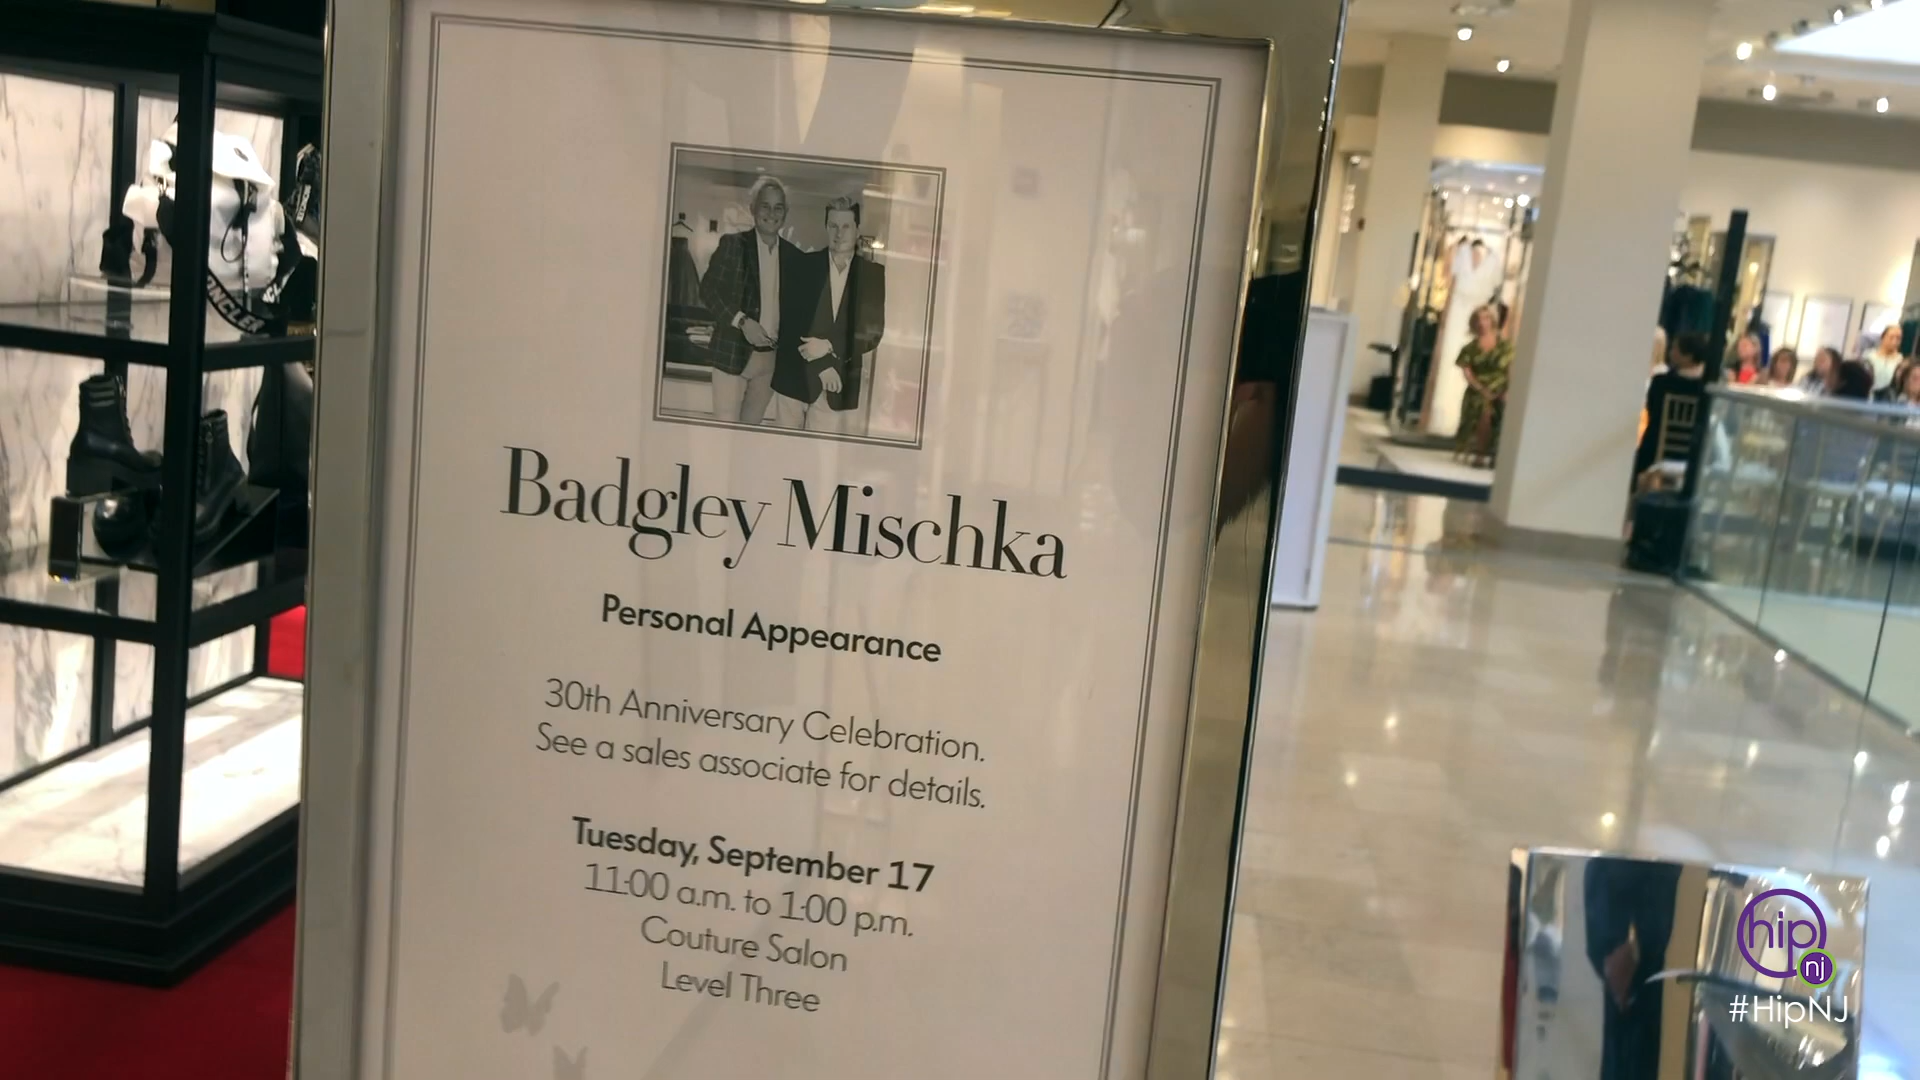 Badgley Mischka
Personal Appearance
30th Anniversary Celebration.
See a sales associate for details.
Tuesday, September 17
11:00 a.m. to 1:00 p.m.
Couture Salon
Level Three
MONCLER
hip
nj
#HipNJ